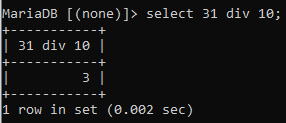 MariaDB [(none)]> select 31 div 10;
+-----------+
| 31 div 10 |
+-----------+
|         3 |
+-----------+
1 row in set (0.002 sec)